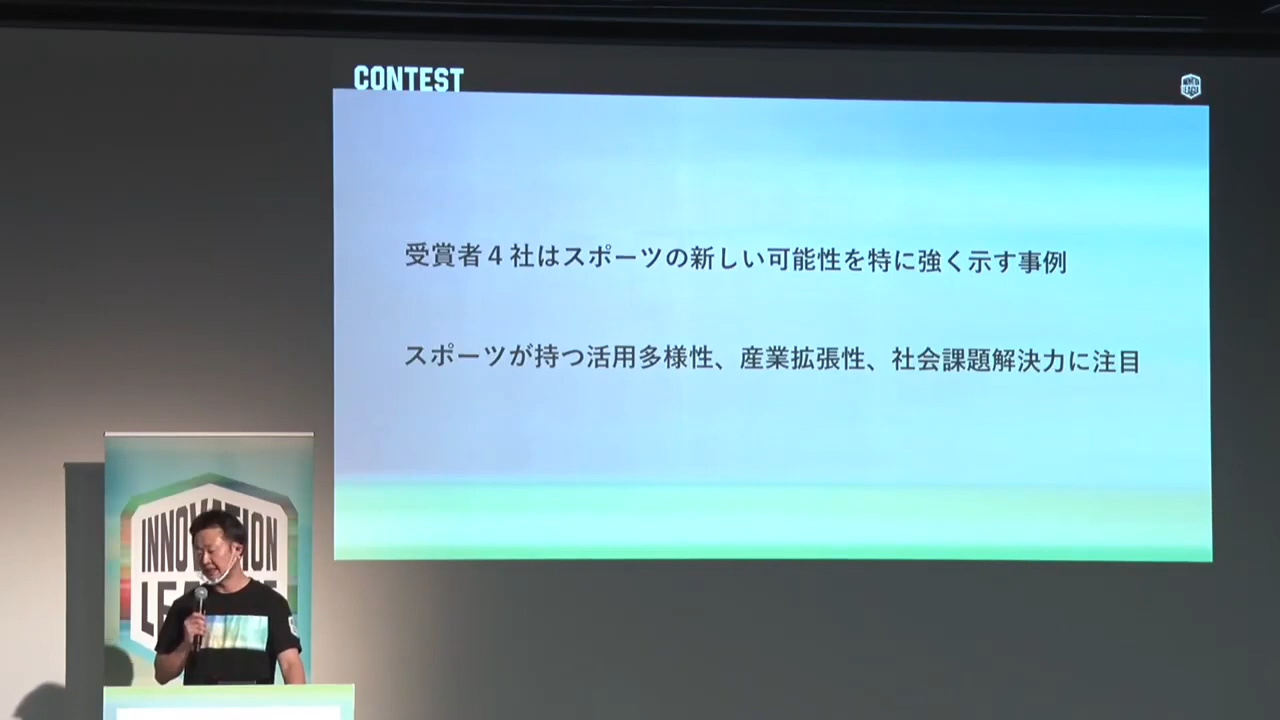 CONTEST
受賞者４社はスポーツの新しい可能性を特に強く示す事例
スポーツが持つ活用多様性、産業拡張性、社会課題解決力に注目
INNOVATION